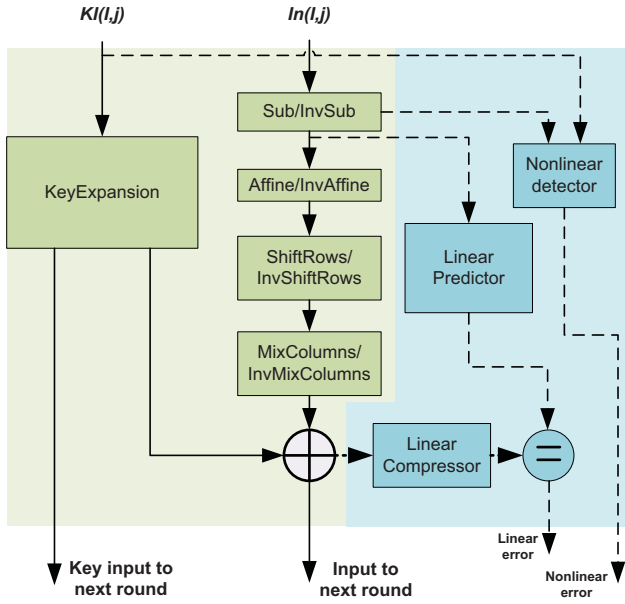 KI(I,j)
In(I,j)
Sub/InvSub
Nonlinear
detector
KeyExpansion
Affine/InvAffine
ShiftRows/
InvShiftRows
Linear
Predictor
MixColumns/
InvMixColumns
Linear
Compressor
=
Linear
error
Key input to
next round
Input to
next round
Nonlinear
error